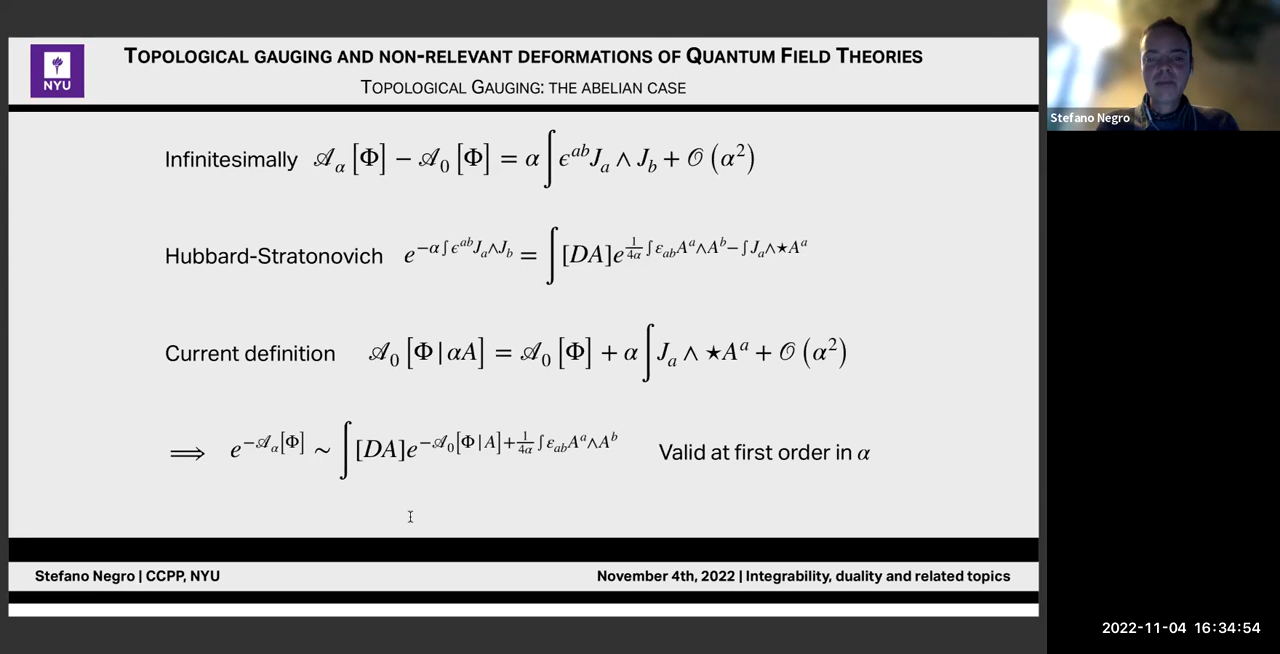 TOPOLOGICAL GAUGING AND NON-RELEVANT DEFORMATIONS OF QUANTUM FIELD THEORIES
NYU
TOPOLOGICAL GAUGING: THE ABELIAN CASE
Stefano Negro
Infinitesimally 𝒜_α [Φ] − 𝒜_0 [Φ] = α ∫ ϵ^{ab} J_a ∧ J_b + 𝒪 (α^2)
Hubbard-Stratonovich e^{−α∫ϵ^{ab}J_a∧J_b} = ∫ [DA]e^{\frac{1}{4α}∫ε_{ab}A^a∧A^b−∫J_a∧★A^a}
Current definition 𝒜_0 [Φ | αA] = 𝒜_0 [Φ] + α ∫ J_a ∧ ★A^a + 𝒪 (α^2)
⟹ e^{−𝒜_α[Φ]} ∼ ∫ [DA]e^{−𝒜_0[Φ|A]+\frac{1}{4α}∫ε_{ab}A^a∧A^b} Valid at first order in α
Stefano Negro | CCPP, NYU
November 4th, 2022 | Integrability, duality and related topics
2022-11-04 16:34:54